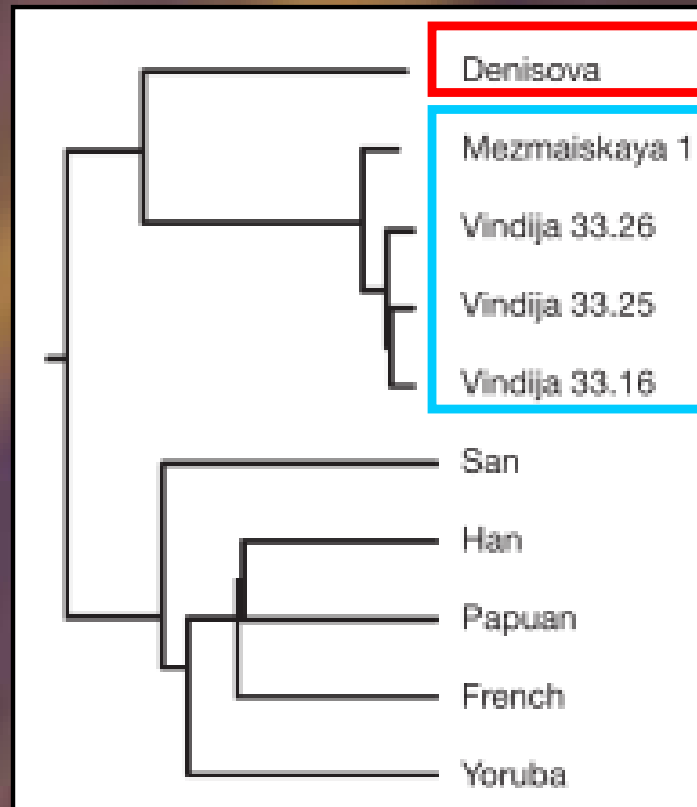 Denisova
Mezmaiskaya 1
Vindija 33.26
Vindija 33.25
Vindija 33.16
San
Han
Papuan
French
Yoruba